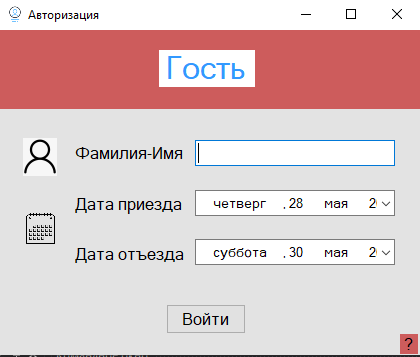 Авторизация
Гость
Фамилия-Имя
Дата приезда четверг , 28 мая
Дата отъезда суббота , 30 мая
Войти
?